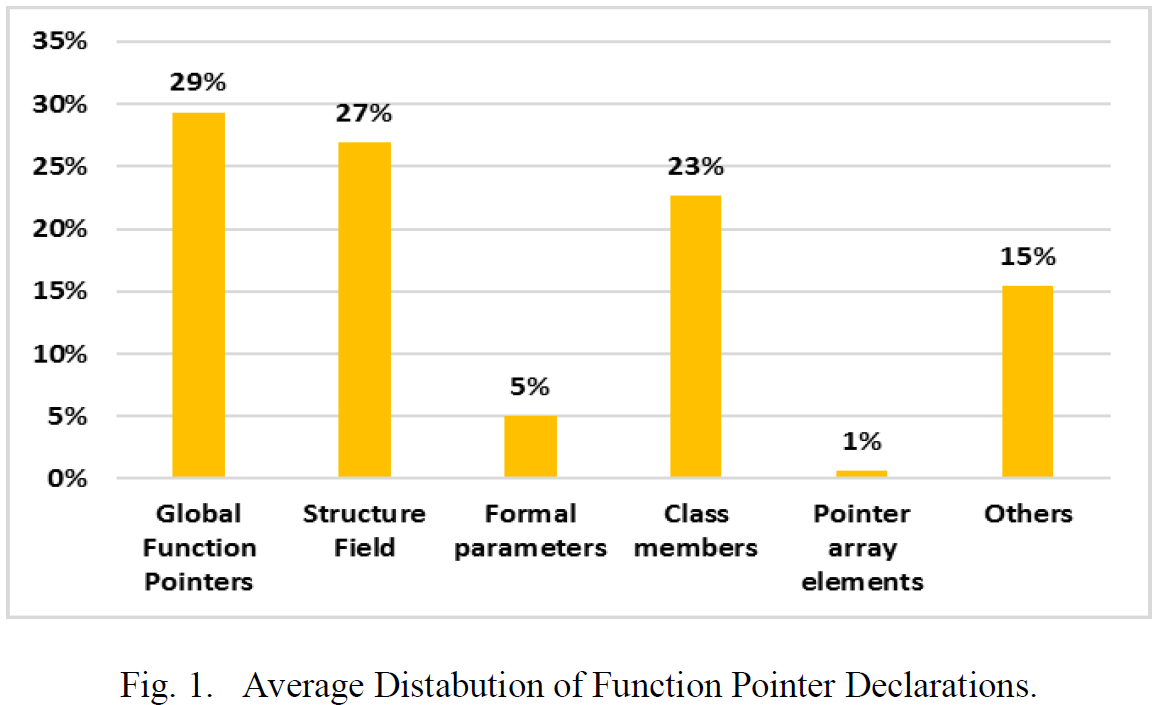 35%
30%
25%
20%
15%
10%
5%
0%
29%
27%
5%
23%
1%
15%
Global
Function
Pointers
Structure
Field
Formal
parameters
Class
members
Pointer
array
elements
Others
Fig. 1. Average Distabution of Function Pointer Declarations.